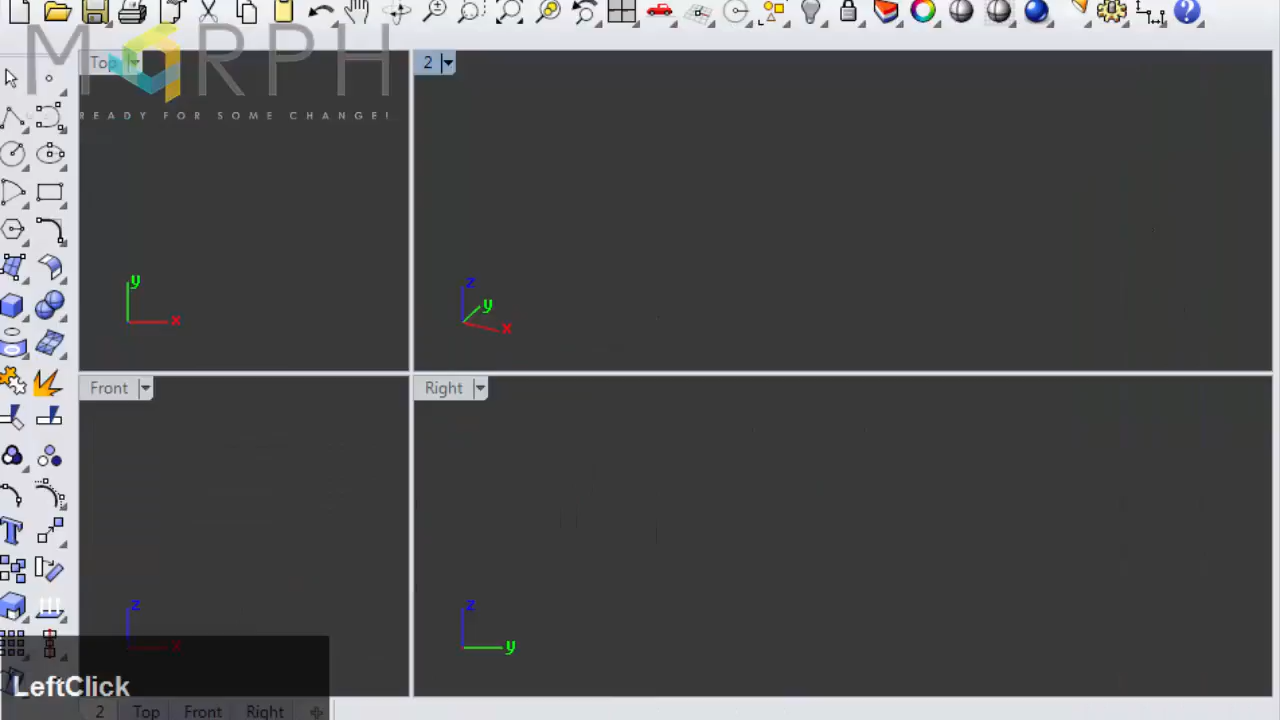 MORPH
READY FOR SOME CHANGE!
Top
2
y
x
z
y
x
Front
Right
z
x
z
y
LeftClick
2 Top Front Right